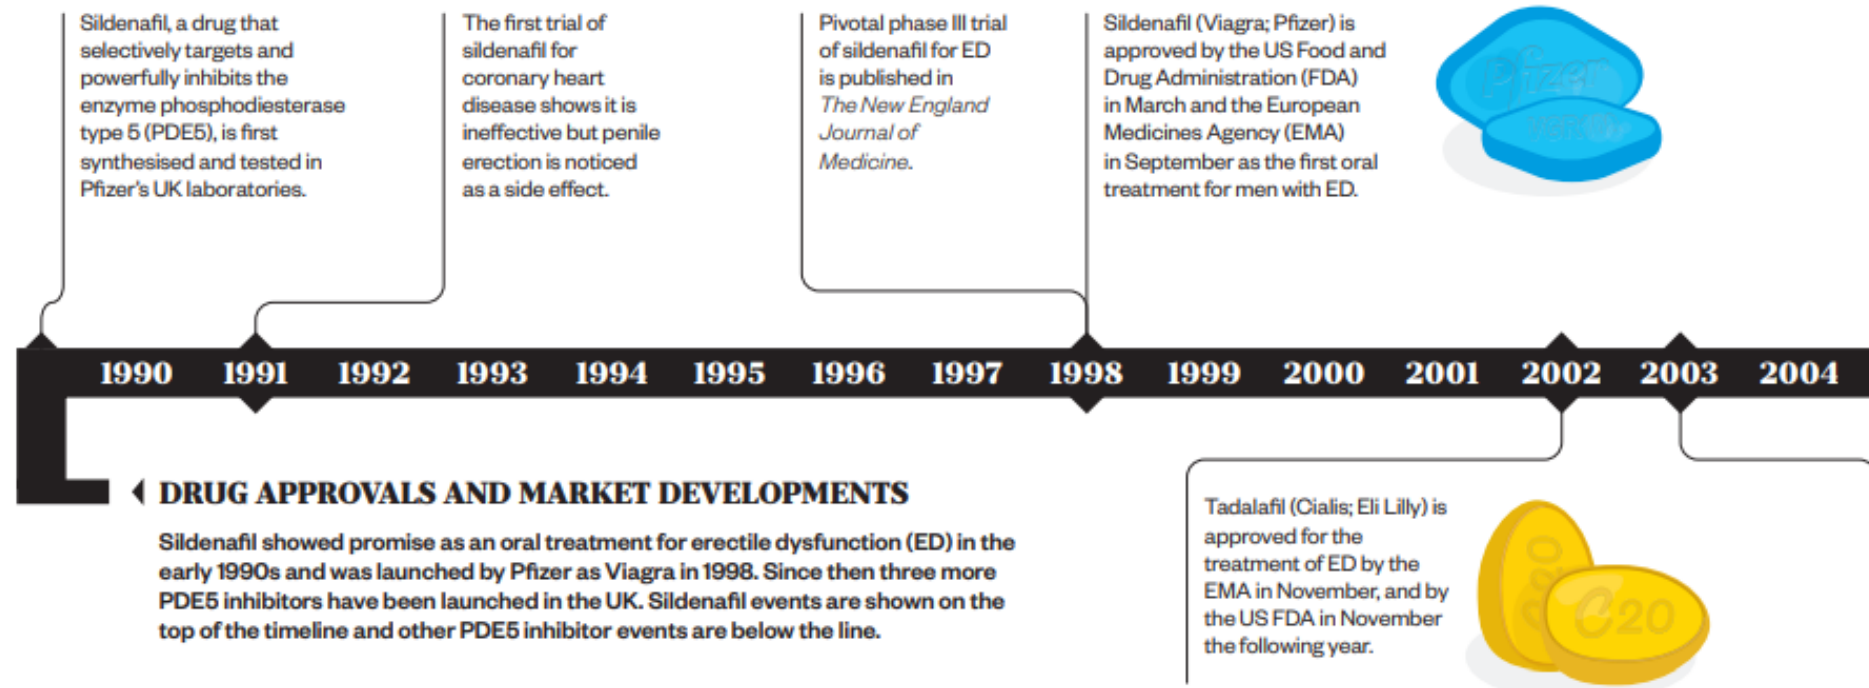 Sildenafil, a drug that
selectively targets and
powerfully inhibits the
enzyme phosphodiesterase
type 5 (PDE5), is first
synthesised and tested in
Pfizer's UK laboratories.
The first trial of
sildenafil for
coronary heart
disease shows it is
ineffective but penile
erection is noticed
as a side effect.
Pivotal phase III trial
of sildenafil for ED
is published in
The New England
Journal of
Medicine.
Sildenafil (Viagra; Pfizer) is
approved by the US Food and
Drug Administration (FDA)
in March and the European
Medicines Agency (EMA)
in September as the first oral
treatment for men with ED.
Pfizer
1990 1991 1992 1993 1994 1995 1996 1997 1998 1999 2000 2001 2002 2003 2004
DRUG APPROVALS AND MARKET DEVELOPMENTS
Sildenafil showed promise as an oral treatment for erectile dysfunction (ED) in the
early 1990s and was launched by Pfizer as Viagra in 1998. Since then three more
PDE5 inhibitors have been launched in the UK. Sildenafil events are shown on the
top of the timeline and other PDE5 inhibitor events are below the line.
Tadalafil (Cialis; Eli Lilly) is
approved for the
treatment of ED by the
EMA in November, and by
the US FDA in November
the following year.
C20